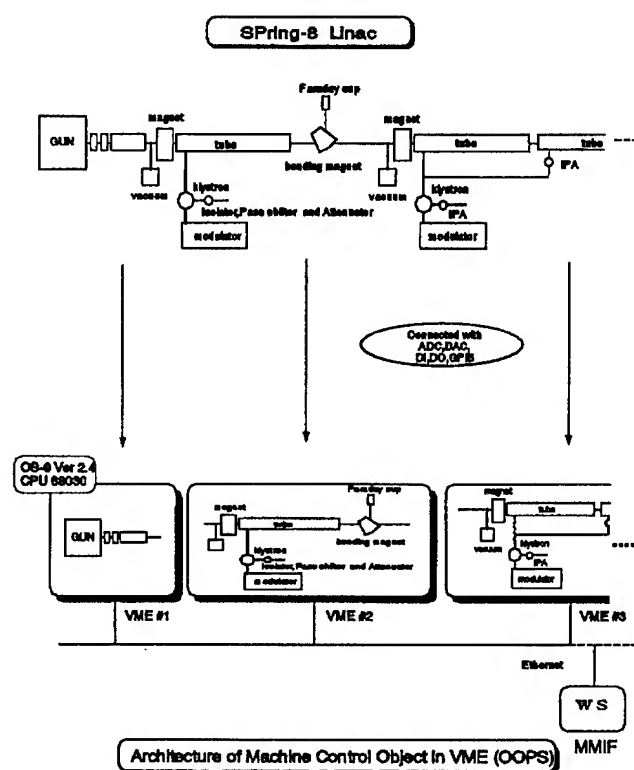 SPring-8 Linac
Faraday cup
magnet
magnet
GUN
tube
tube
tube
bending magnet
IPA
vacuum
klystron
vacuum
klystron
Isolator,Pase shifter and Attenuator
IPA
modulator
modulator
Connected with
ADC,DAC,
DI,DO,GPIB
OS-9 Ver 2.4
CPU 68030
Faraday cup
magnet
magnet
tube
tube
GUN
bending magnet
klystron
vacuum
klystron
Isolator,Pase shifter and Attenuator
IPA
modulator
modulator
VME #1
VME #2
VME #3
Ethernet
WS
MMIF
Architecture of Machine Control Object in VME (OOPS)